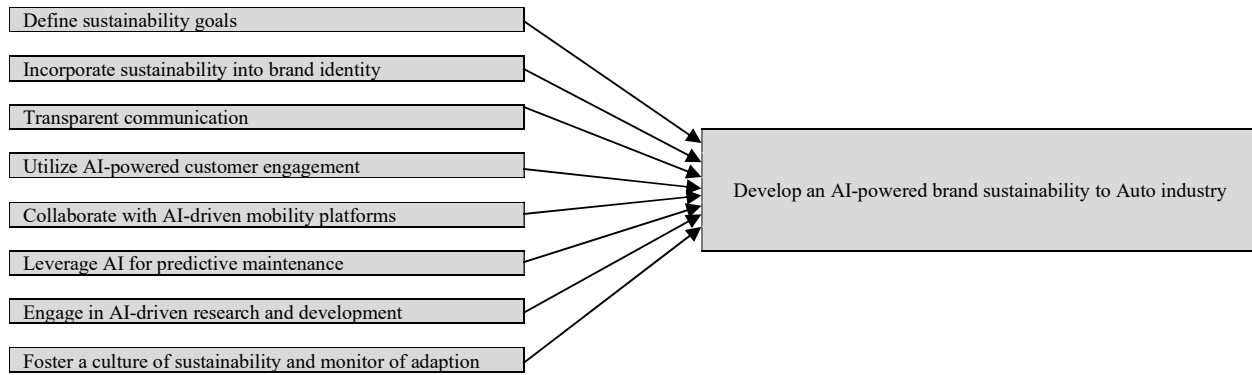 Define sustainability goals
Incorporate sustainability into brand identity
Transparent communication
Utilize AI-powered customer engagement
Collaborate with AI-driven mobility platforms
Leverage AI for predictive maintenance
Engage in AI-driven research and development
Foster a culture of sustainability and monitor of adaption
Develop an AI-powered brand sustainability to Auto industry